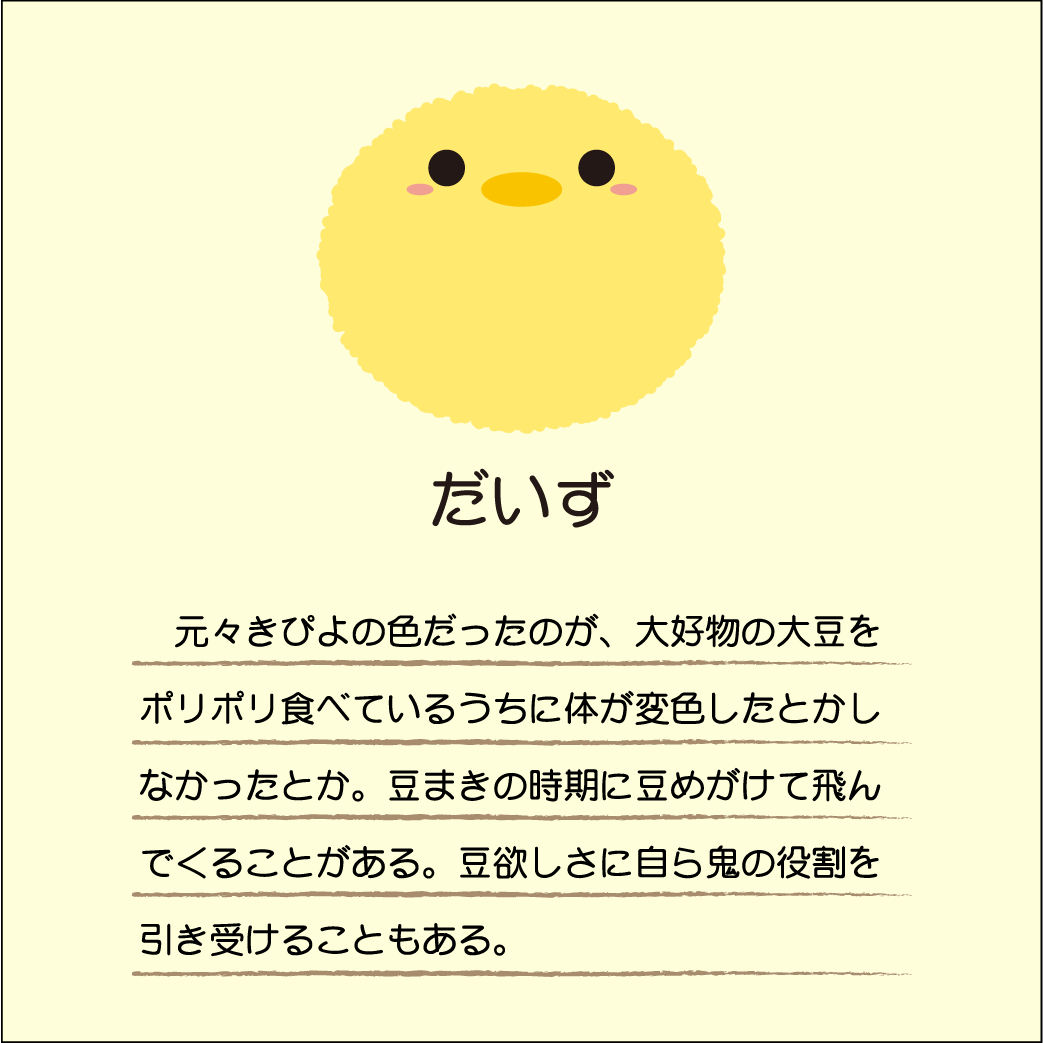 だいず
元々きぴよの色だったのが、大好物の大豆を
ポリポリ食べているうちに体が変色したとかし
なかったとか。豆まきの時期に豆めがけて飛ん
でくることがある。豆欲しさに自ら鬼の役割を
引き受けることもある。